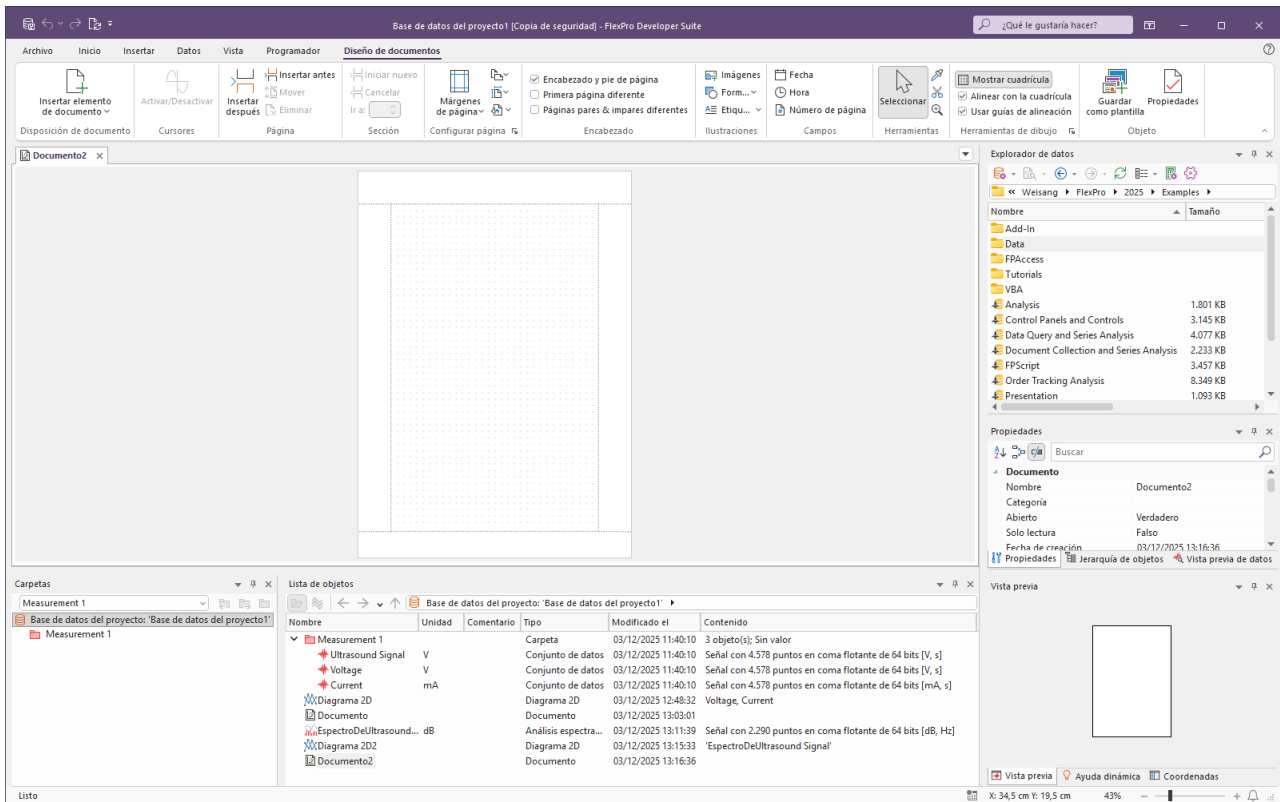 Base de datos del proyecto1 [Copia de seguridad] - FlexPro Developer Suite
¿Qué le gustaría hacer?
Archivo Inicio Insertar Datos Vista Programador Diseño de documentos
Insertar elemento de documento
Disposición de documento
Activar/Desactivar
Cursores
Insertar después
Insertar antes
Mover
Eliminar
Página
Iniciar nuevo
Cancelar
Ir a:
Sección
Márgenes de página
Configurar página
Encabezado y pie de página
Primera página diferente
Páginas pares & impares diferentes
Encabezado
Imágenes
Form...
Etiqu...
Ilustraciones
Fecha
Hora
Número de página
Campos
Seleccionar
Herramientas
Mostrar cuadrícula
Alinear con la cuadrícula
Usar guías de alineación
Herramientas de dibujo
Guardar como plantilla
Propiedades
Objeto
Documento2
Explorador de datos
« Weisang FlexPro 2025 Examples
Nombre Tamaño
Add-In
Data
FPAccess
Tutorials
VBA
Analysis 1.801 KB
Control Panels and Controls 3.145 KB
Data Query and Series Analysis 4.077 KB
Document Collection and Series Analysis 2.233 KB
FPScript 3.457 KB
Order Tracking Analysis 8.349 KB
Presentation 1.093 KB
Propiedades
Buscar
Documento
Nombre Documento2
Categoría
Abierto Verdadero
Solo lectura Falso
Fecha de creación 03/12/2025 13:16:36
Propiedades Jerarquía de objetos Vista previa de datos
Carpetas
Measurement 1
Base de datos del proyecto: 'Base de datos del proyecto1'
Measurement 1
Lista de objetos
Base de datos del proyecto: 'Base de datos del proyecto1'
Nombre Unidad Comentario Tipo Modificado el Contenido
Measurement 1 Carpeta 03/12/2025 11:40:10 3 objeto(s); Sin valor
Ultrasound Signal V Conjunto de datos 03/12/2025 11:40:10 Señal con 4.578 puntos en coma flotante de 64 bits [V, s]
Voltage V Conjunto de datos 03/12/2025 11:40:10 Señal con 4.578 puntos en coma flotante de 64 bits [V, s]
Current mA Conjunto de datos 03/12/2025 11:40:10 Señal con 4.578 puntos en coma flotante de 64 bits [mA, s]
Diagrama 2D Diagrama 2D 03/12/2025 12:48:32 Voltage, Current
Documento Documento 03/12/2025 13:03:01
EspectroDeUltrasound... dB Análisis espectra... 03/12/2025 13:11:39 Señal con 2.290 puntos en coma flotante de 64 bits [dB, Hz]
Diagrama 2D2 Diagrama 2D 03/12/2025 13:15:33 'EspectroDeUltrasound Signal'
Documento2 Documento 03/12/2025 13:16:36
Vista previa
Vista previa Ayuda dinámica Coordenadas
Listo
X: 34,5 cm Y: 19,5 cm 43%